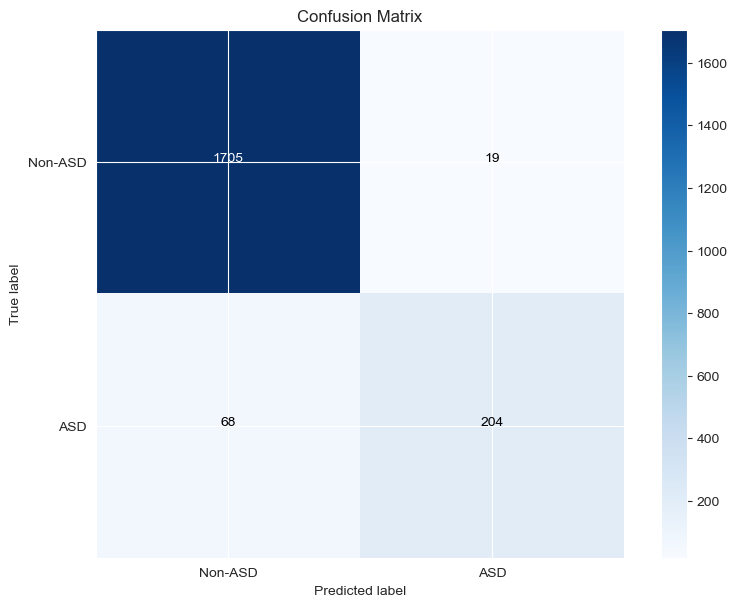 Confusion Matrix
True label
Non-ASD
ASD
1705
19
68
204
Non-ASD
ASD
Predicted label
1600
1400
1200
1000
800
600
400
200